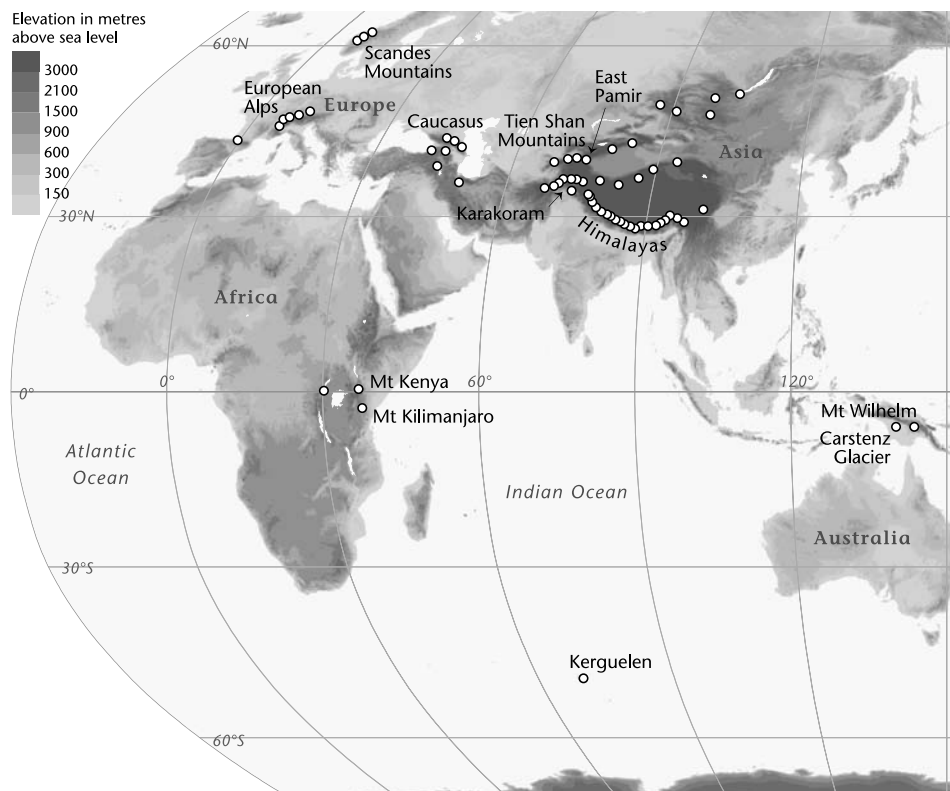 Elevation in metres
above sea level
3000
2100
1500
900
600
300
150
60°N
Scandes
Mountains
European
Alps
Europe
Caucasus
East
Pamir
Tien Shan
Mountains
Asia
Karakoram
Himalayas
30°N
Africa
0°
0°
60°
120°
Mt Kenya
Mt Kilimanjaro
Mt Wilhelm
Carstenz
Glacier
Atlantic
Ocean
Indian Ocean
Australia
30°S
Kerguelen
60°S